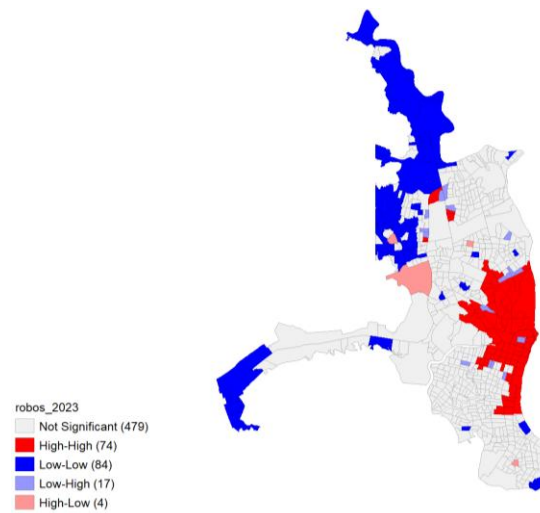 robos_2023
Not Significant (479)
High-High (74)
Low-Low (84)
Low-High (17)
High-Low (4)